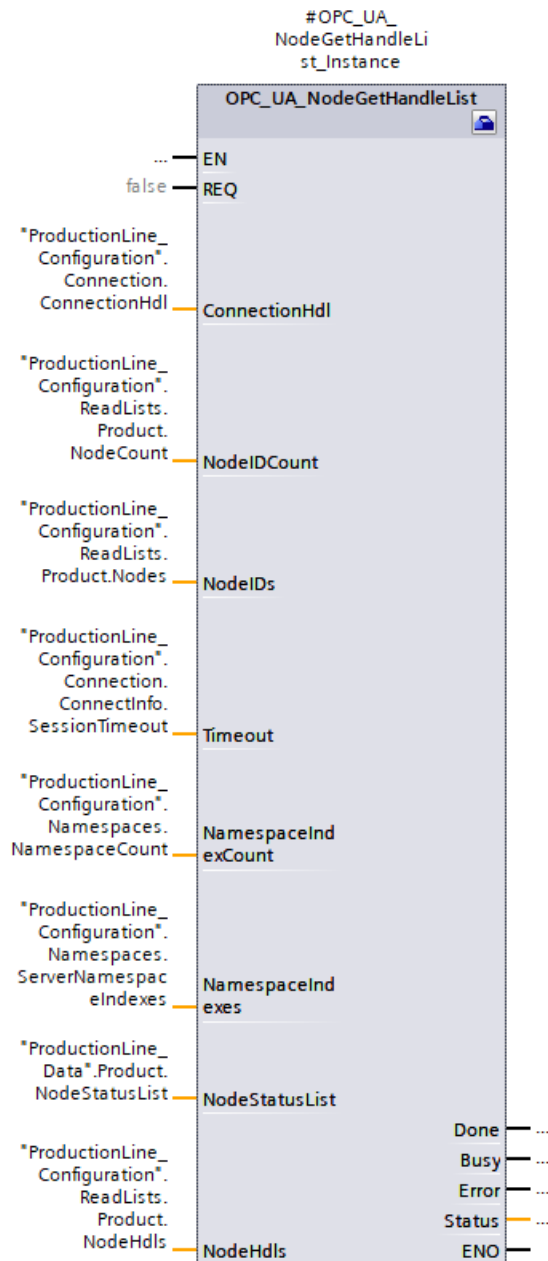 #OPC_UA_
NodeGetHandleLi
st_Instance
OPC_UA_NodeGetHandleList
... EN
false REQ
"ProductionLine_
Configuration".
Connection.
ConnectionHdl
ConnectionHdl
"ProductionLine_
Configuration".
ReadLists.
Product.
NodeCount
NodeIDCount
"ProductionLine_
Configuration".
ReadLists.
Product.Nodes
NodeIDs
"ProductionLine_
Configuration".
Connection.
ConnectInfo.
SessionTimeout
Timeout
"ProductionLine_
Configuration".
Namespaces.
NamespaceCount
NamespaceInd
exCount
"ProductionLine_
Configuration".
Namespaces.
ServerNamespac
eIndexes
NamespaceInd
exes
"ProductionLine_
Data".Product.
NodeStatusList
NodeStatusList
"ProductionLine_
Configuration".
ReadLists.
Product.
NodeHdls
NodeHdls
Done ...
Busy ...
Error ...
Status ...
ENO